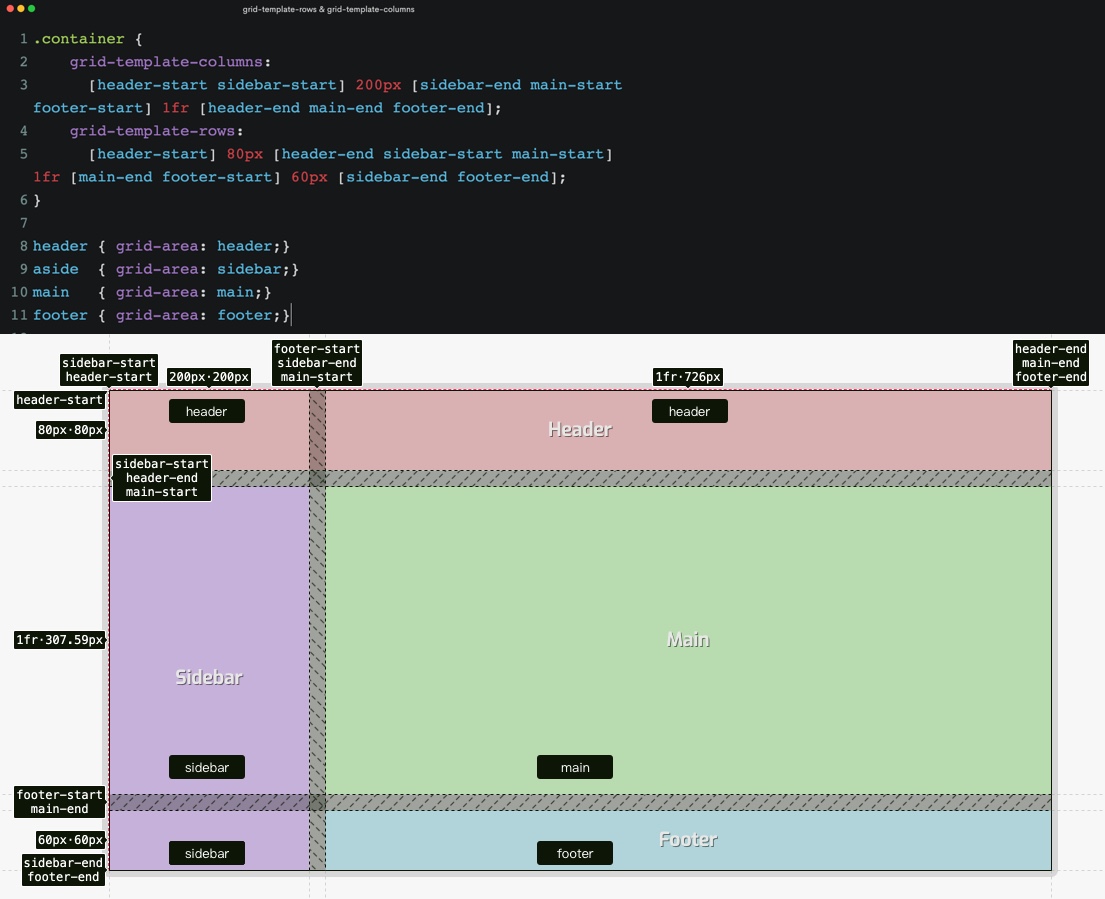 grid-template-rows & grid-template-columns
1 .container {
2 grid-template-columns:
3 [header-start sidebar-start] 200px [sidebar-end main-start
footer-start] 1fr [header-end main-end footer-end];
4 grid-template-rows:
5 [header-start] 80px [header-end sidebar-start main-start]
1fr [main-end footer-start] 60px [sidebar-end footer-end];
6 }
7
8 header { grid-area: header;}
9 aside { grid-area: sidebar;}
10 main { grid-area: main;}
11 footer { grid-area: footer;}
sidebar-start
header-start
200px·200px
footer-start
sidebar-end
main-start
1fr·726px
header-end
main-end
footer-end
header-start
header
header
80px·80px
Header
sidebar-start
header-end
main-start
1fr·307.59px
Main
Sidebar
sidebar
main
footer-start
main-end
60px·60px
Footer
sidebar
footer
sidebar-end
footer-end